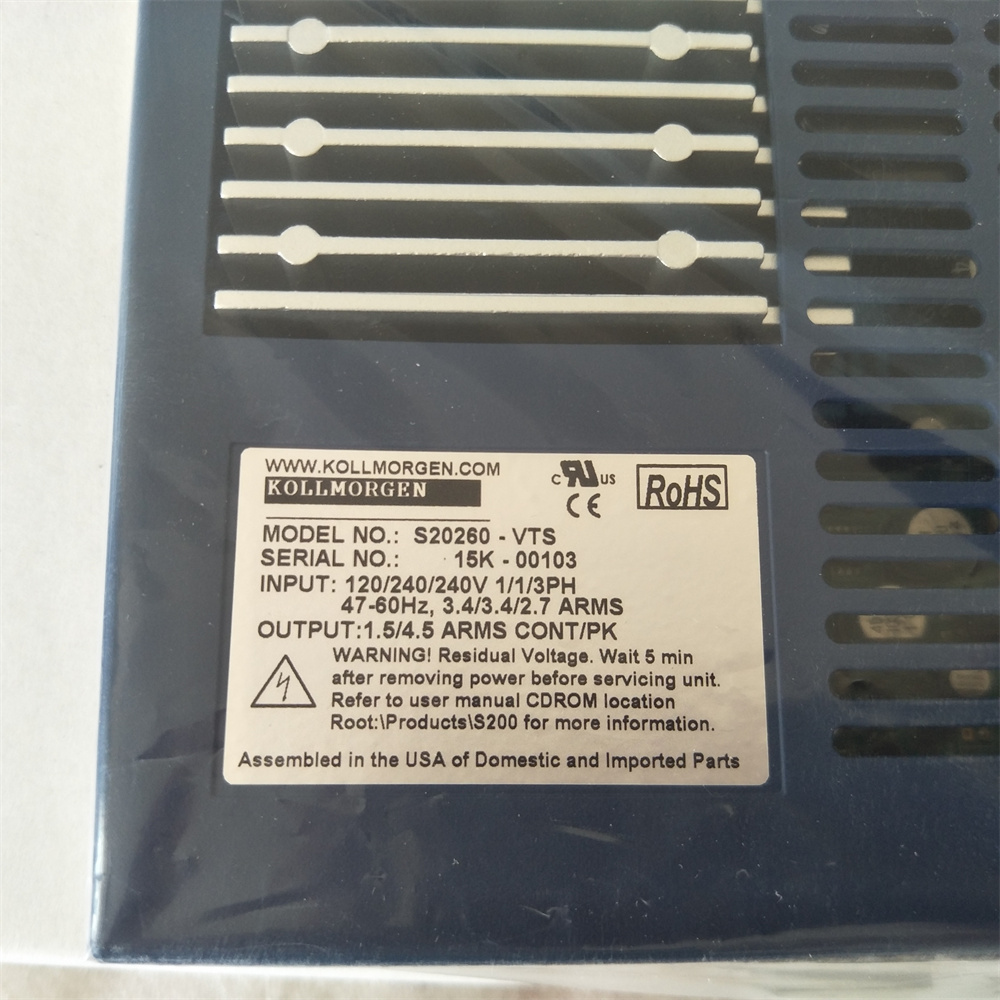 WWW.KOLLMORGEN.COM
KOLLMORGEN
C RU US
CE
RoHS
MODEL NO.: S20260 - VTS
SERIAL NO.: 15K - 00103
INPUT: 120/240/240V 1/1/3PH
47-60Hz, 3.4/3.4/2.7 ARMS
OUTPUT:1.5/4.5 ARMS CONT/PK
WARNING! Residual Voltage. Wait 5 min
after removing power before servicing unit.
Refer to user manual CDROM location
Root:\Products\S200 for more information.
Assembled in the USA of Domestic and Imported Parts